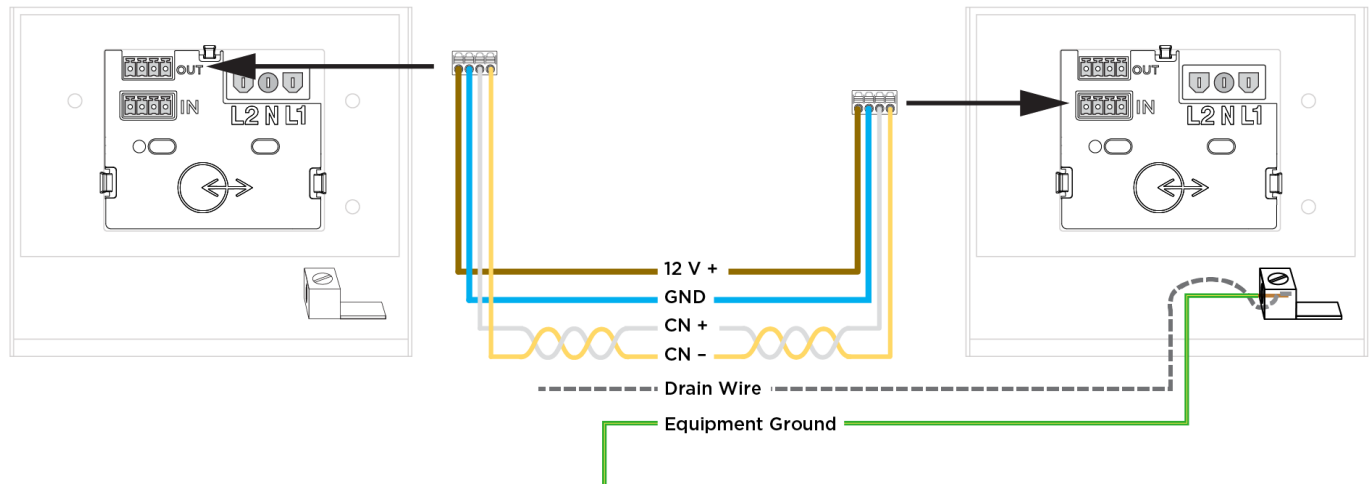 OUT
IN
L2 N L1
OUT
IN
L2 N L1
12 V +
GND
CN +
CN –
Drain Wire
Equipment Ground